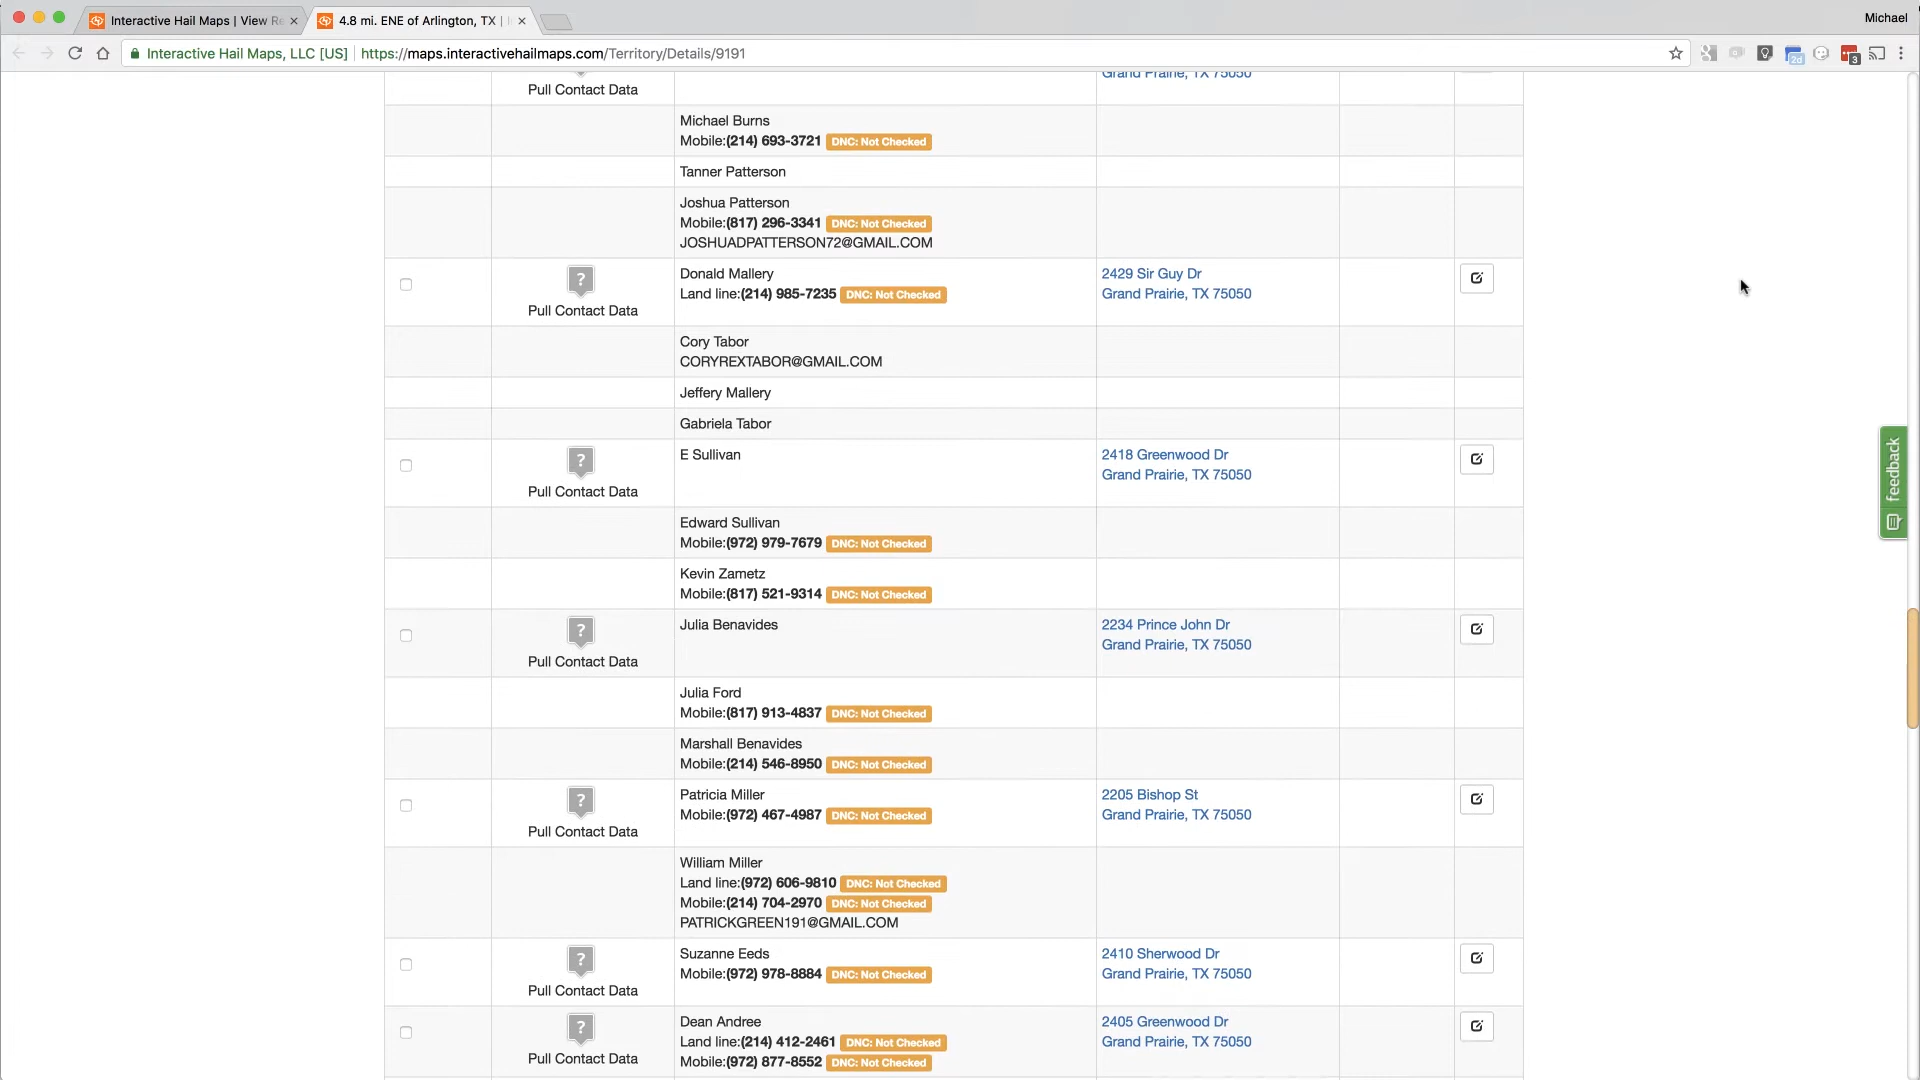 Interactive Hail Maps | View Re
4.8 mi. ENE of Arlington, TX |
Michael
Interactive Hail Maps, LLC [US] https://maps.interactivehailmaps.com/Territory/Details/9191
2d
3
Grand Prairie, TX 75050
Pull Contact Data
Michael Burns
Mobile:(214) 693-3721 DNC: Not Checked
Tanner Patterson
Joshua Patterson
Mobile:(817) 296-3341 DNC: Not Checked
JOSHUADPATTERSON72@GMAIL.COM
? Donald Mallery 2429 Sir Guy Dr
Land line:(214) 985-7235 DNC: Not Checked Grand Prairie, TX 75050
Pull Contact Data
Cory Tabor
CORYREXTABOR@GMAIL.COM
Jeffery Mallery
Gabriela Tabor
? E Sullivan 2418 Greenwood Dr
Grand Prairie, TX 75050
Pull Contact Data
Edward Sullivan
Mobile:(972) 979-7679 DNC: Not Checked
Kevin Zametz
Mobile:(817) 521-9314 DNC: Not Checked
? Julia Benavides 2234 Prince John Dr
Grand Prairie, TX 75050
Pull Contact Data
Julia Ford
Mobile:(817) 913-4837 DNC: Not Checked
Marshall Benavides
Mobile:(214) 546-8950 DNC: Not Checked
? Patricia Miller 2205 Bishop St
Mobile:(972) 467-4987 DNC: Not Checked Grand Prairie, TX 75050
Pull Contact Data
William Miller
Land line:(972) 606-9810 DNC: Not Checked
Mobile:(214) 704-2970 DNC: Not Checked
PATRICKGREEN191@GMAIL.COM
? Suzanne Eeds 2410 Sherwood Dr
Mobile:(972) 978-8884 DNC: Not Checked Grand Prairie, TX 75050
Pull Contact Data
? Dean Andree 2405 Greenwood Dr
Land line:(214) 412-2461 DNC: Not Checked Grand Prairie, TX 75050
Pull Contact Data Mobile:(972) 877-8552 DNC: Not Checked
feedback